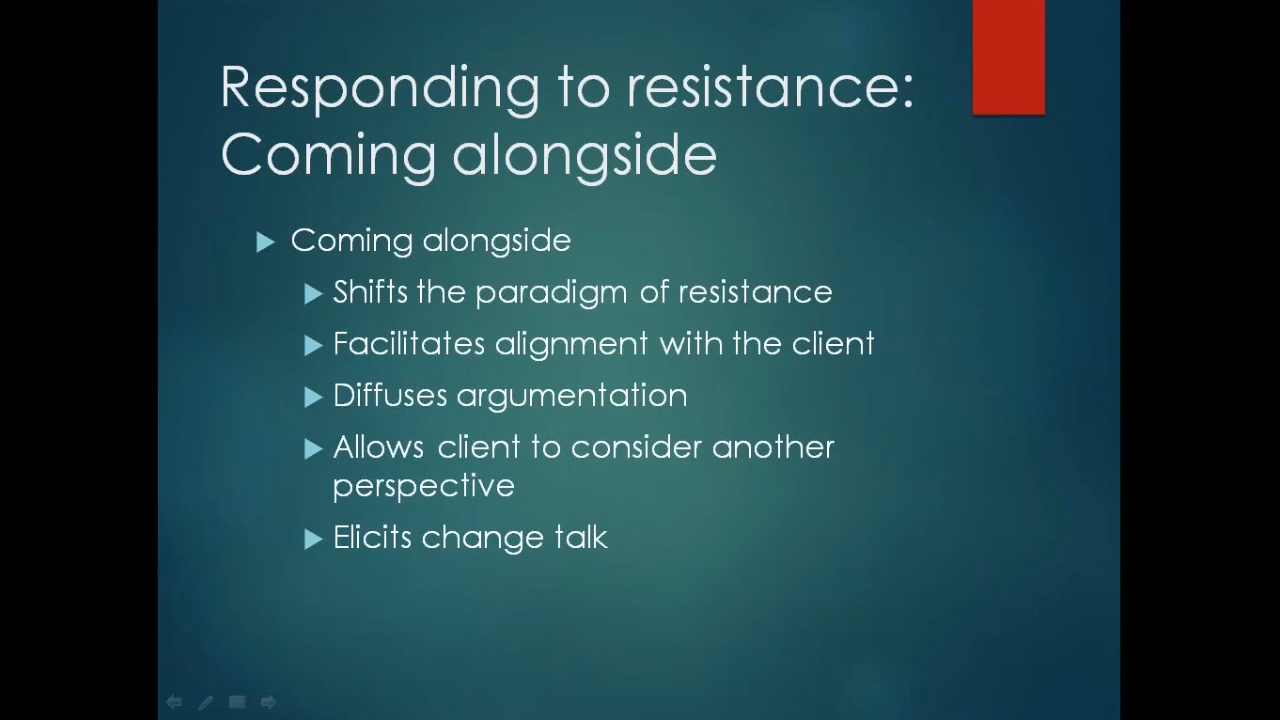 Responding to resistance:
Coming alongside
Coming alongside
Shifts the paradigm of resistance
Facilitates alignment with the client
Diffuses argumentation
Allows client to consider another
perspective
Elicits change talk